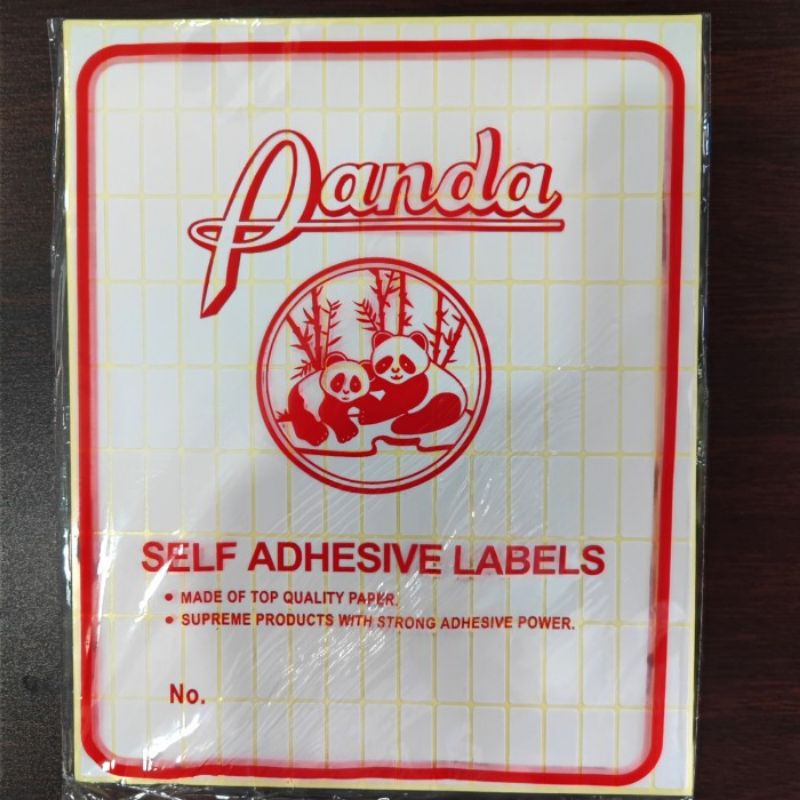 Panda
SELF ADHESIVE LABELS
• MADE OF TOP QUALITY PAPER.
• SUPREME PRODUCTS WITH STRONG ADHESIVE POWER.
No.